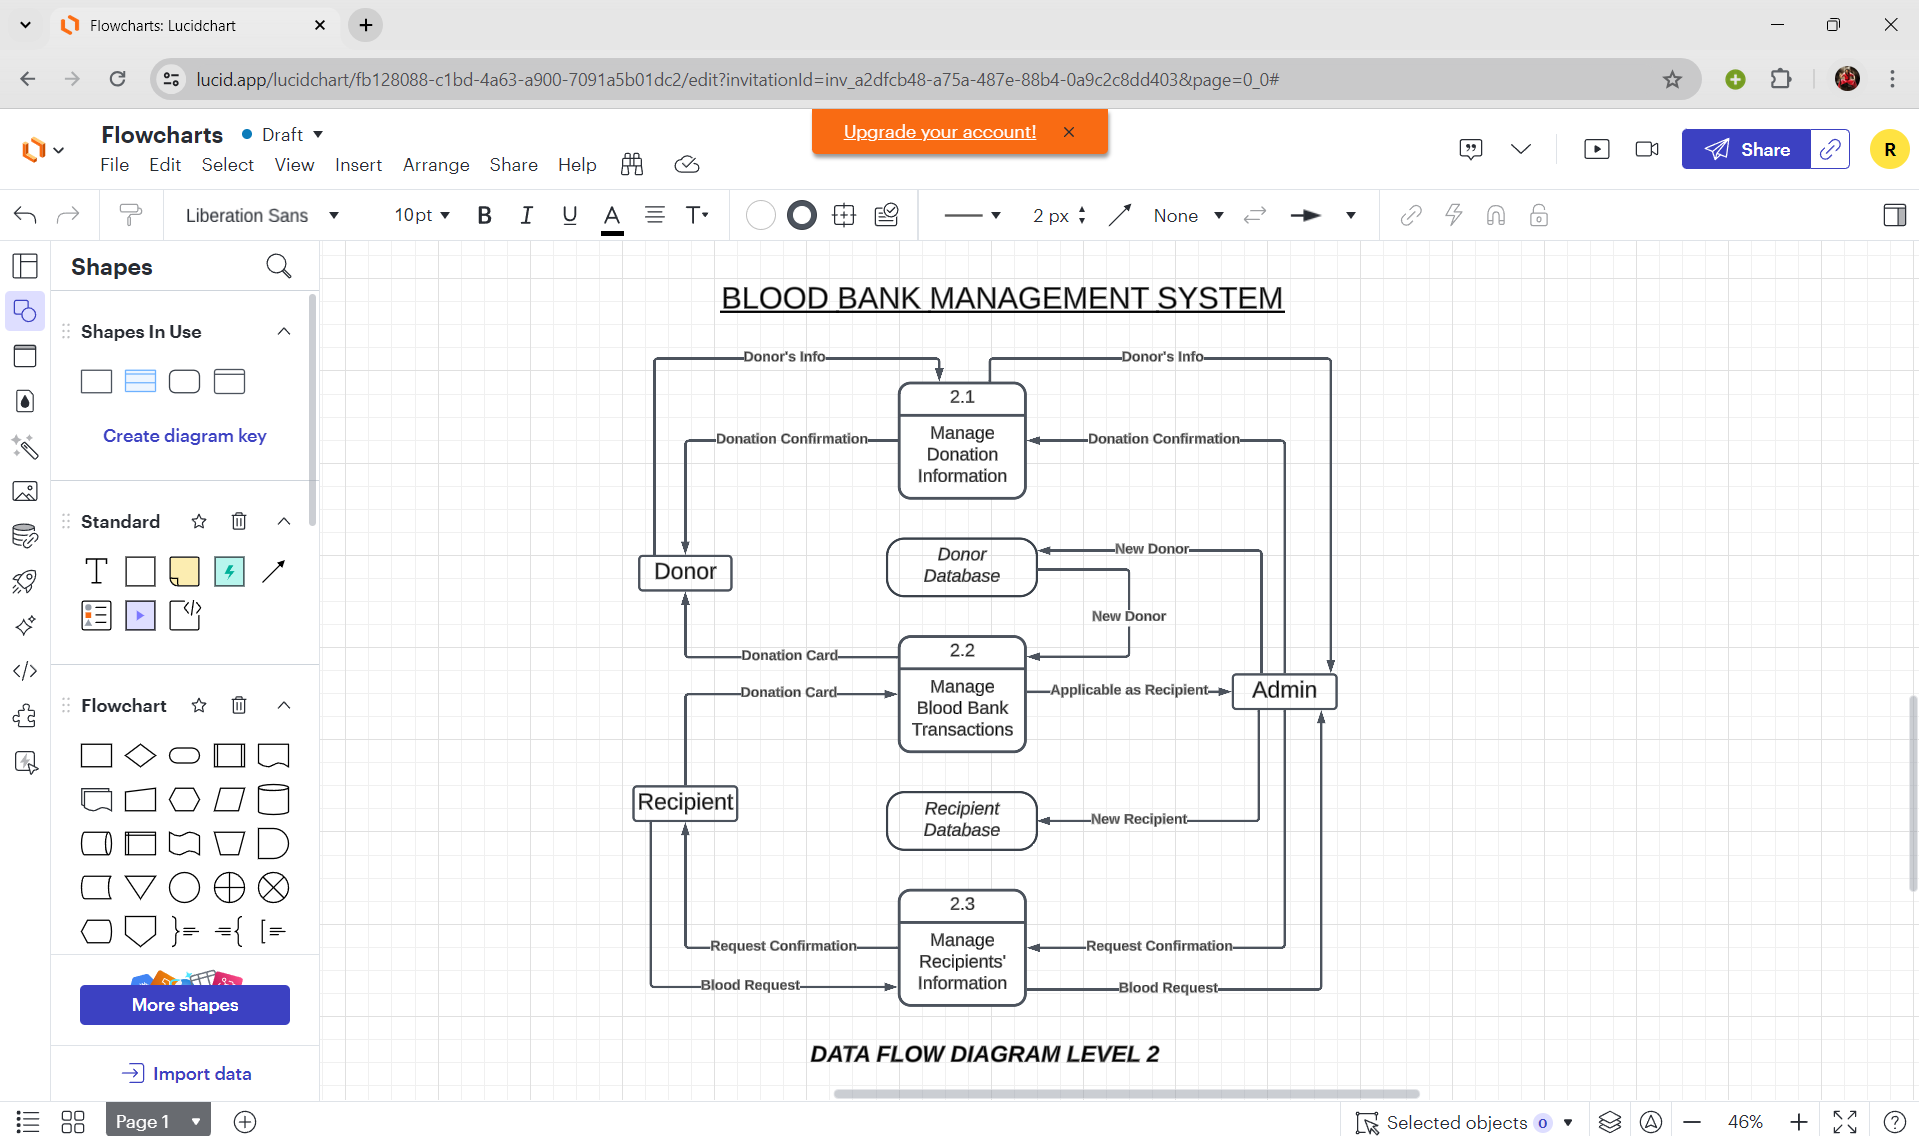 Flowcharts: Lucidchart
lucid.app/lucidchart/fb128088-c1bd-4a63-a900-7091a5b01dc2/edit?invitationId=inv_a2dfcb48-a75a-487e-88b4-0a9c2c8dd403&page=0_0#
Flowcharts
Draft
Upgrade your account!
File Edit Select View Insert Arrange Share Help
Share
R
Liberation Sans
10pt
B I U A T
2 px
None
Shapes
Shapes In Use
Create diagram key
Standard
T
Flowchart
More shapes
Import data
BLOOD BANK MANAGEMENT SYSTEM
Donor's Info
Donor's Info
2.1
Manage
Donation
Information
Donation Confirmation
Donation Confirmation
Donor
Database
New Donor
Donor
New Donor
2.2
Manage
Blood Bank
Transactions
Donation Card
Donation Card
Applicable as Recipient
Admin
Recipient
Recipient
Database
New Recipient
2.3
Manage
Recipients'
Information
Request Confirmation
Request Confirmation
Blood Request
Blood Request
DATA FLOW DIAGRAM LEVEL 2
Page 1
Selected objects 0
46%